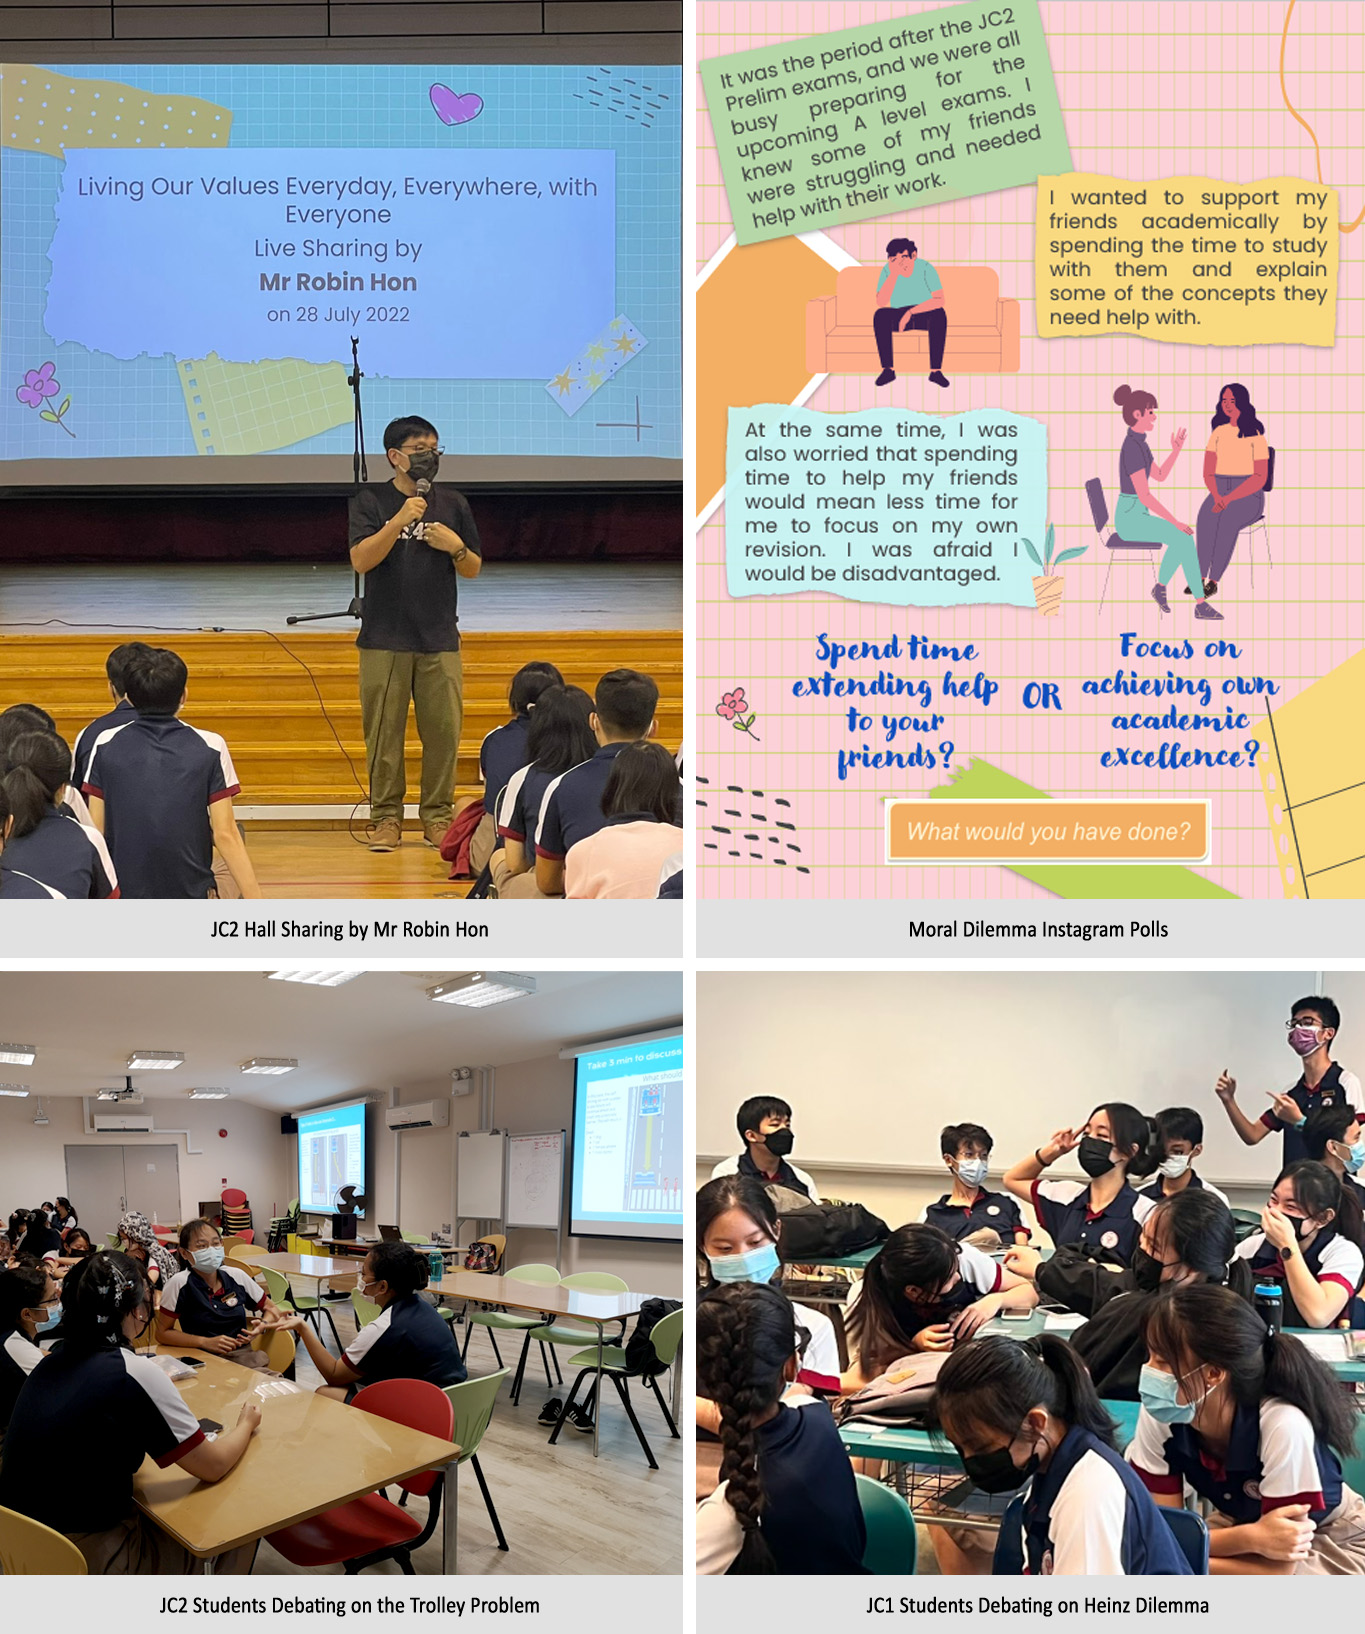 Living Our Values Everyday, Everywhere, with
Everyone
Live Sharing by
Mr Robin Hon
on 28 July 2022
JC2 Hall Sharing by Mr Robin Hon
It was the period after the JC2
Prelim exams, and we were all
busy preparing for the
upcoming A level exams. I
knew some of my friends
were struggling and needed
help with their work.
I wanted to support my
friends academically by
spending the time to study
with them and explain
some of the concepts they
need help with.
At the same time, I was
also worried that spending
time to help my friends
would mean less time for
me to focus on my own
revision. I was afraid I
would be disadvantaged.
Spend time
extending help
to your
friends?
OR
Focus on
achieving own
academic
excellence?
What would you have done?
Moral Dilemma Instagram Polls
Take 3 min to discuss
What should
JC2 Students Debating on the Trolley Problem
JC1 Students Debating on Heinz Dilemma